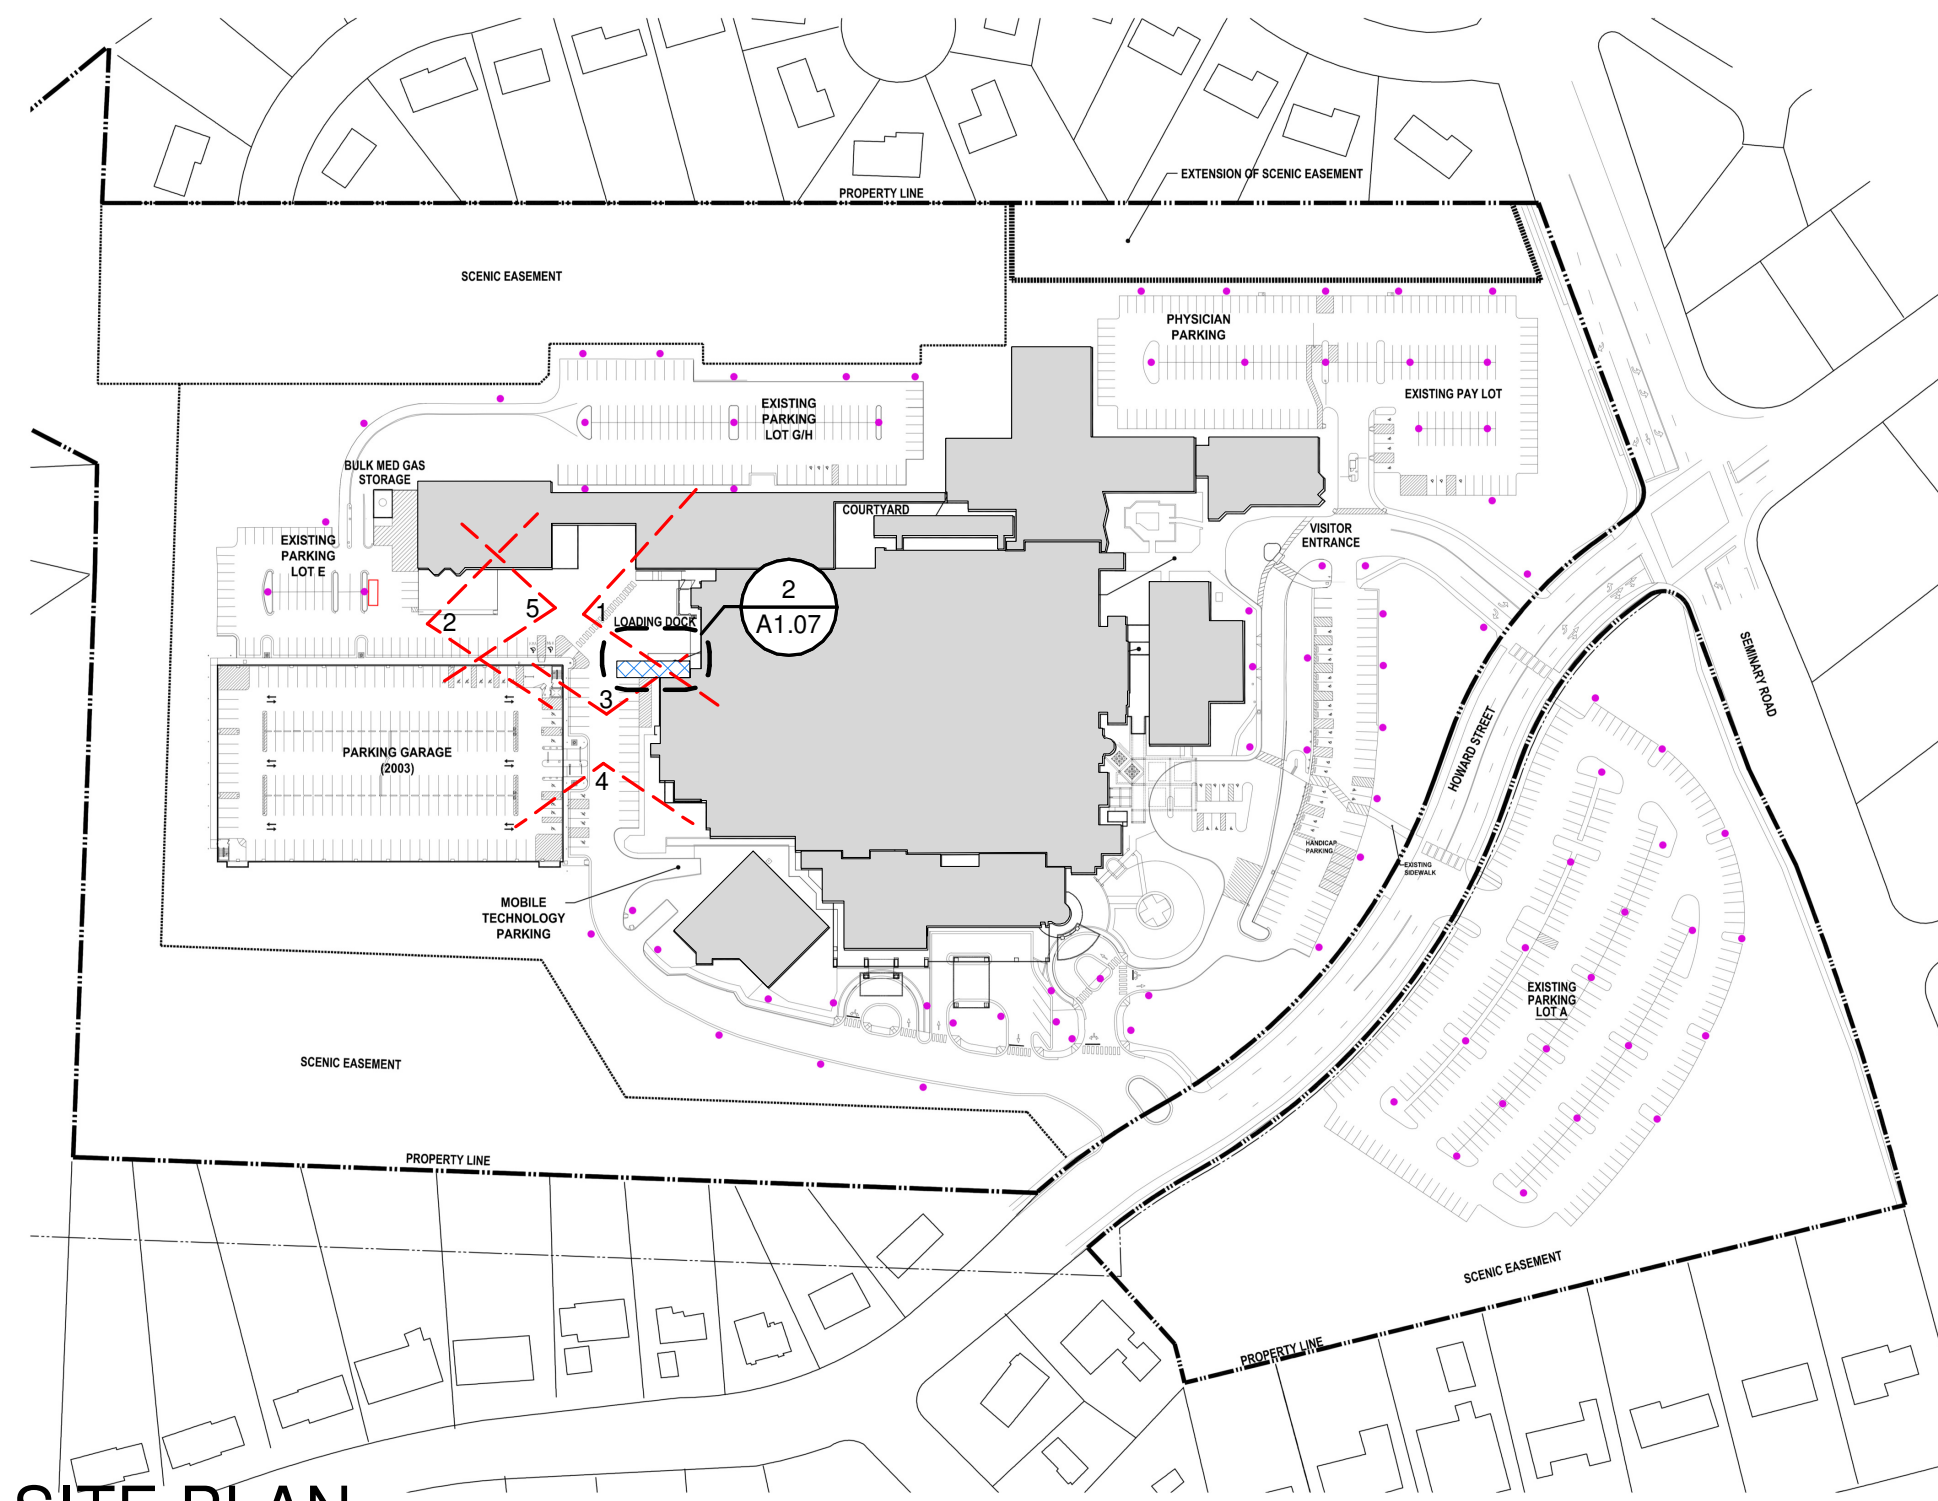 EXTENSION OF SCENIC EASEMENT
PROPERTY LINE
SCENIC EASEMENT
PHYSICIAN
PARKING
EXISTING PAY LOT
EXISTING
PARKING
LOT G/H
BULK MED GAS
STORAGE
COURTYARD
VISITOR
ENTRANCE
EXISTING
PARKING
LOT E
2
A1.07
5
1
2
LOADING DOCK
3
SEMINARY ROAD
HOWARD STREET
PARKING GARAGE
(2003)
4
HANDICAP
PARKING
EXISTING
SIDEWALK
MOBILE
TECHNOLOGY
PARKING
EXISTING
PARKING
LOT A
SCENIC EASEMENT
PROPERTY LINE
SCENIC EASEMENT
PROPERTY LINE
SITE PLAN